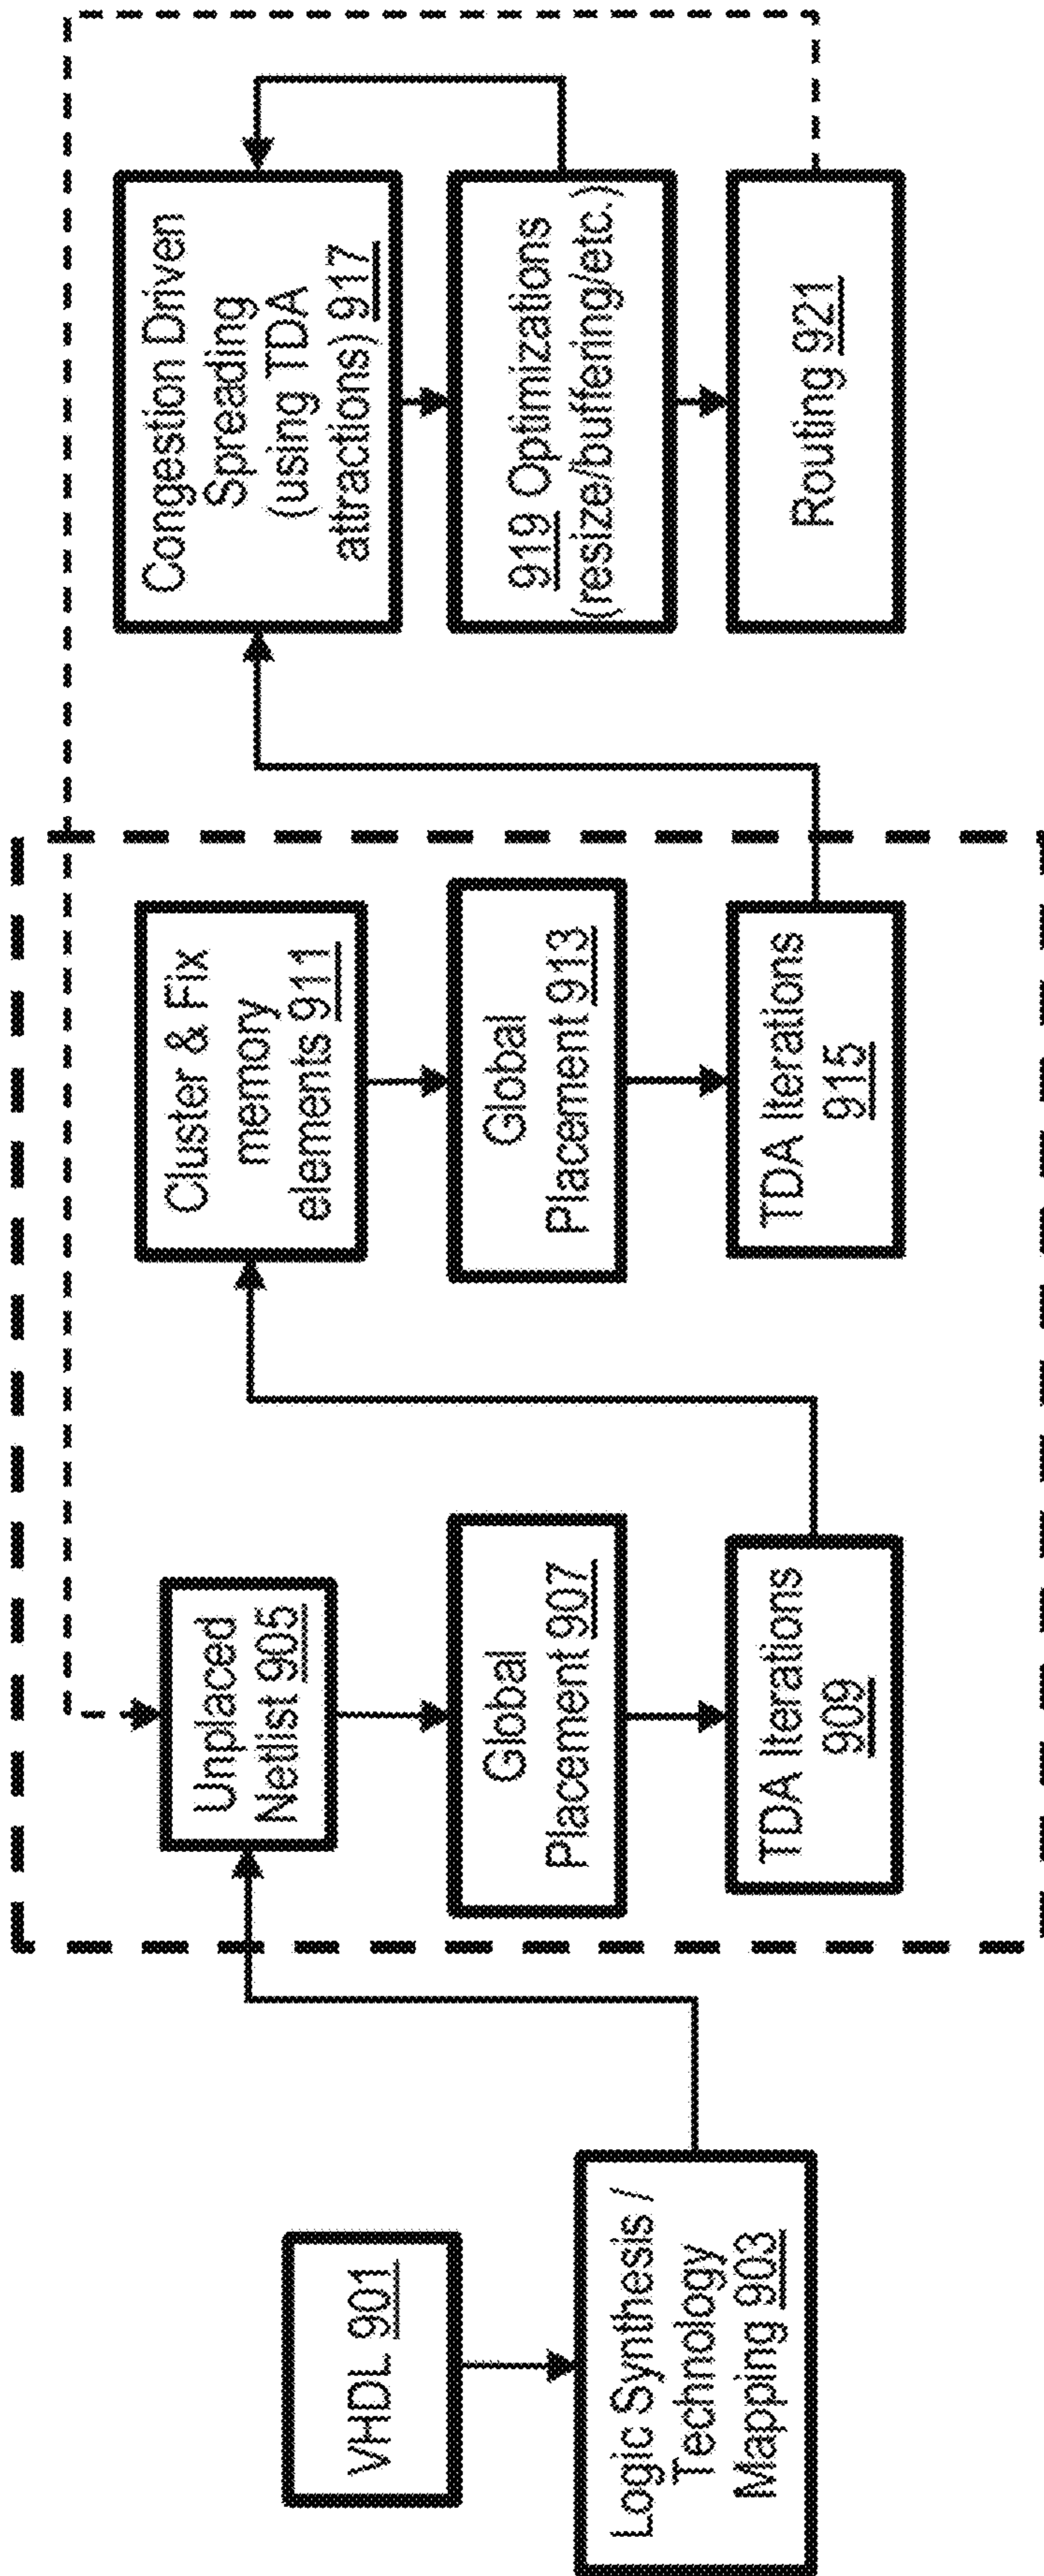 VHDL 901
Logic Synthesis /
Technology
Mapping 903
Unplaced
Netlist 905
Global
Placement 907
TDA Iterations
909
Cluster & Fix
memory
elements 911
Global
Placement 913
TDA Iterations
915
Congestion Driven
Spreading
(using TDA
attractions) 917
919 Optimizations
(resize/buffering/etc.)
Routing 921